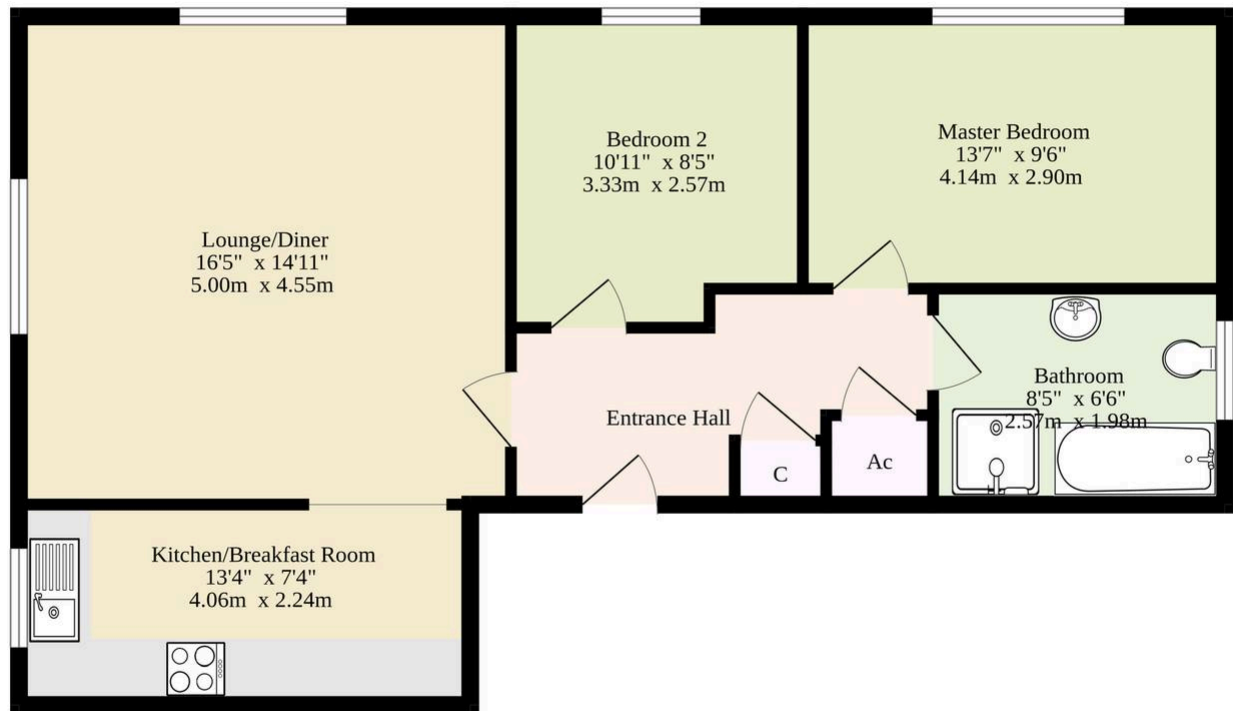 Bedroom 2
10'11" x 8'5"
3.33m x 2.57m
Master Bedroom
13'7" x 9'6"
4.14m x 2.90m
Lounge/Diner
16'5" x 14'11"
5.00m x 4.55m
Bathroom
8'5" x 6'6"
2.57m x 1.98m
Entrance Hall
C
Ac
Kitchen/Breakfast Room
13'4" x 7'4"
4.06m x 2.24m